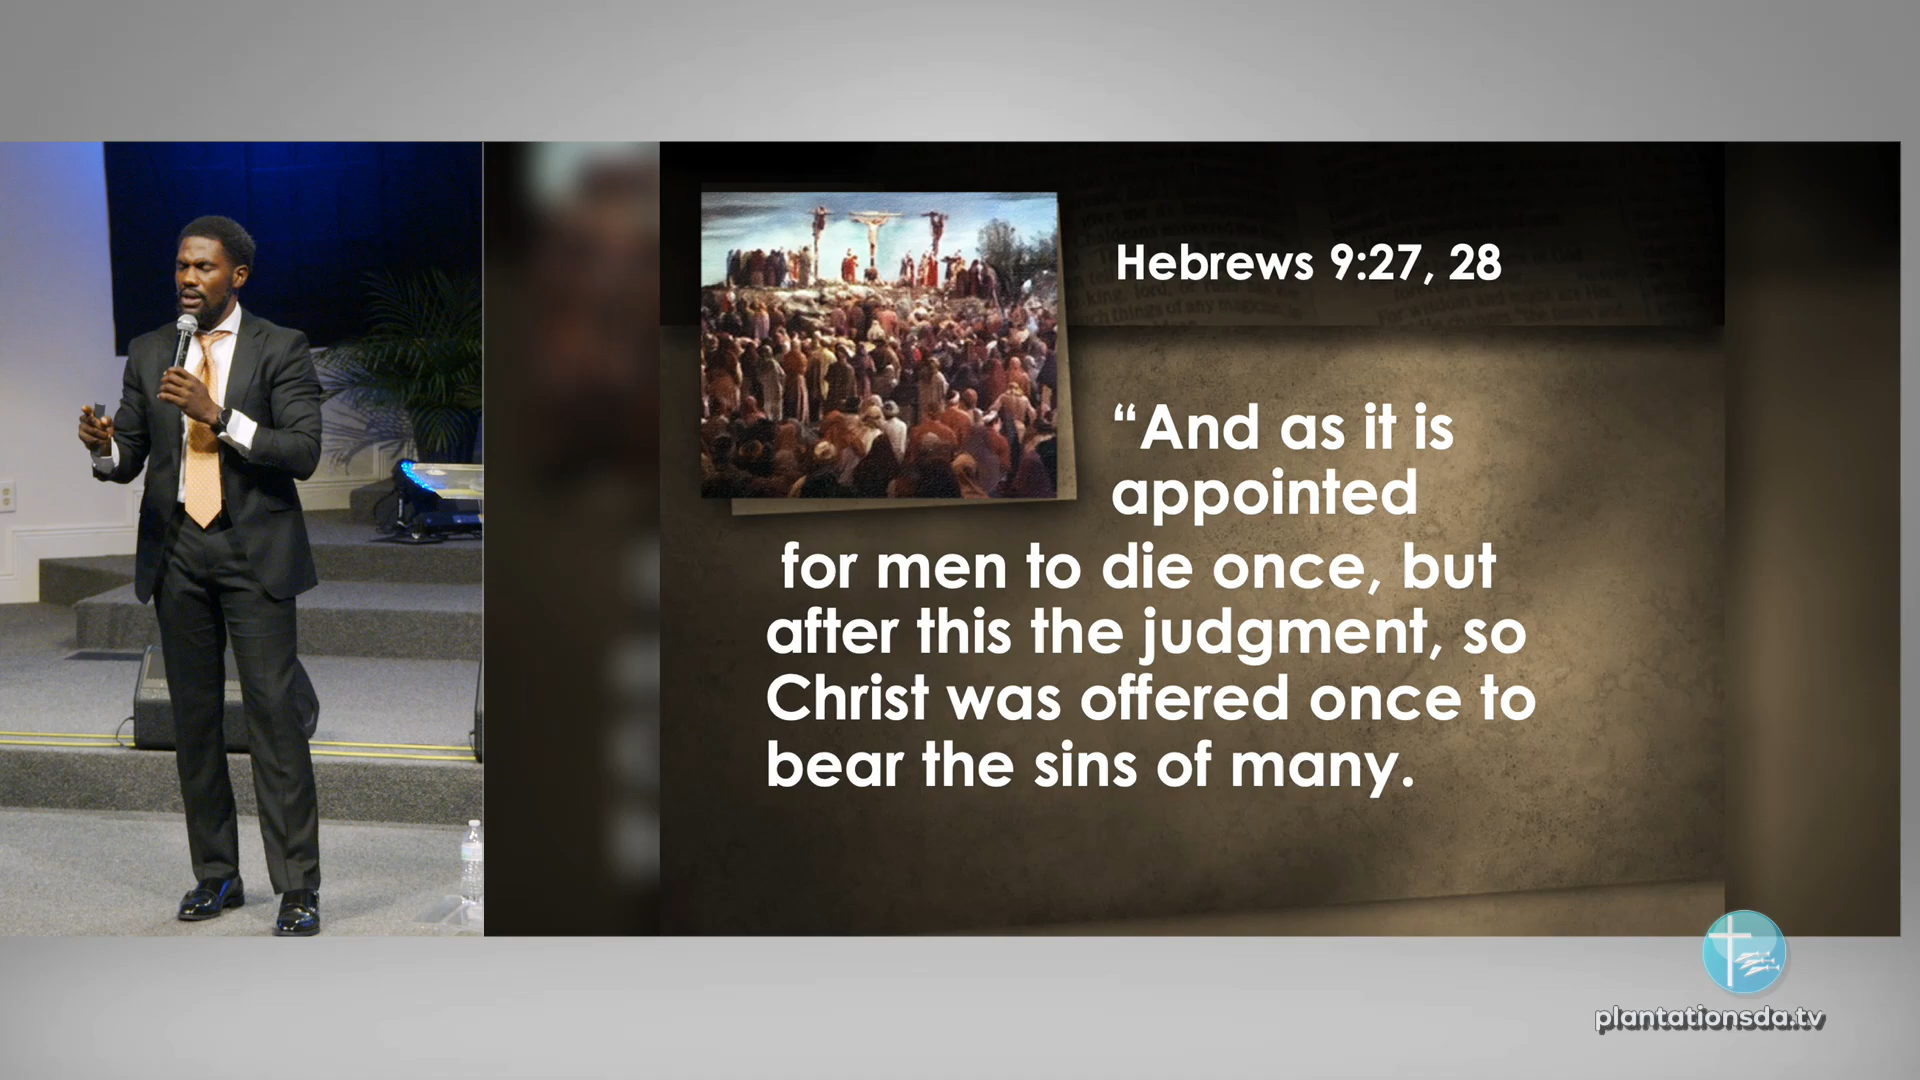 Hebrews 9:27, 28
“And as it is
appointed
for men to die once, but
after this the judgment, so
Christ was offered once to
bear the sins of many.
plantationsda.tv